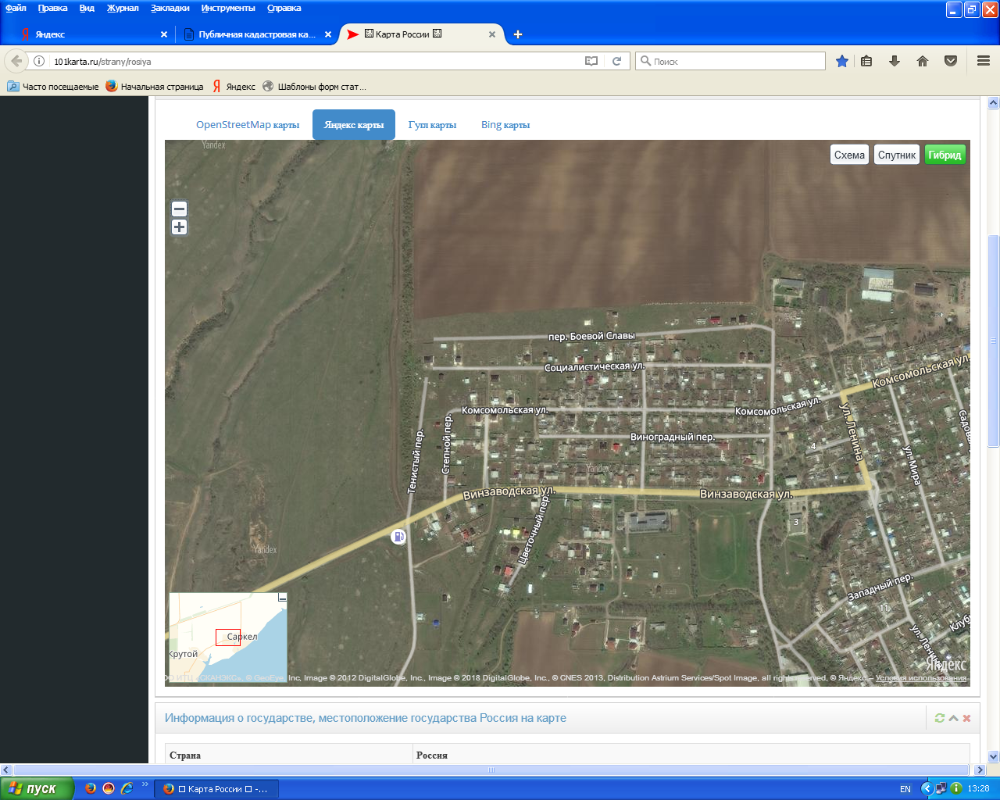 Файл Правка Вид Журнал Закладки Инструменты Справка
Яндекс
Публичная кадастровая ка...
Карта России
101karta.ru/strany/rosiya
Поиск
Часто посещаемые
Начальная страница
Яндекс
Шаблоны форм стат...
OpenStreetMap карты
Яндекс карты
Гугл карты
Bing карты
Yandex
Схема
Спутник
Гибрид
пер. Боевой Славы
Социалистическая ул.
Комсомольская ул.
Комсомольская ул.
Комсомольская ул.
Садовая
ул. Ленина
Виноградный пер.
Степной пер.
Тенистый пер.
4
ул. Мира
Yandex
Винзаводская ул.
Винзаводская ул.
Цветочный пер.
3
Yandex
Западный пер.
11
Клуб
ул. Ленина
Саркел
Крутой
Яндекс
ИТЦ «СКАНЭКС», © GeoEye, Inc, Image © 2012 DigitalGlobe, Inc., Image © 2018 DigitalGlobe, Inc., © CNES 2013, Distribution Astrium Services/Spot Image, all rights reserved, © Яндекс – Условия использования
Информация о государстве, местоположение государства Россия на карте
Страна
Россия
пуск
Карта России -...
EN
13:28